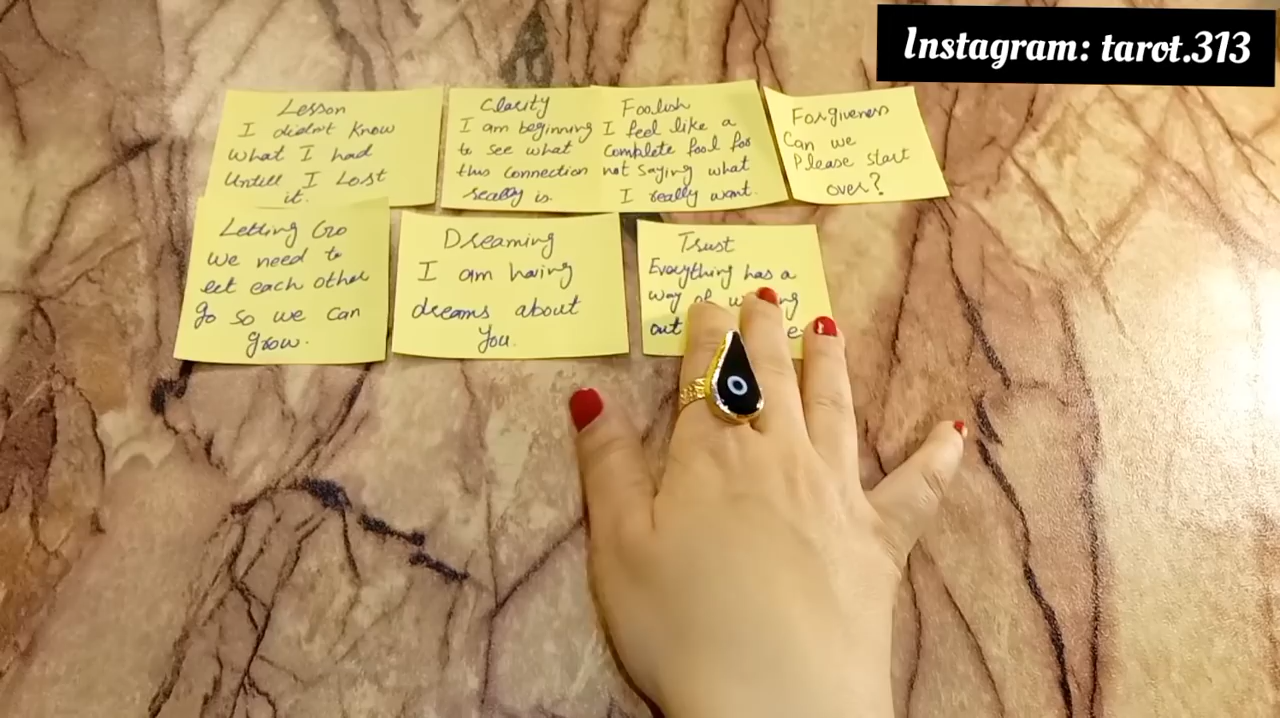 Instagram: tarot.313
Lesson
I didn't know
what I had
Untill I Lost
it.
Clarity
I am beginning
to see what
this connection
really is.
Foolish
I feel like a
Complete fool for
not saying what
I really want.
Forgiveness
Can we
Please start
over?
Letting Go
we need to
let each other
go so we can
grow.
Dreaming
I am having
dreams about
You.
Trust
Everything has a
way of
out